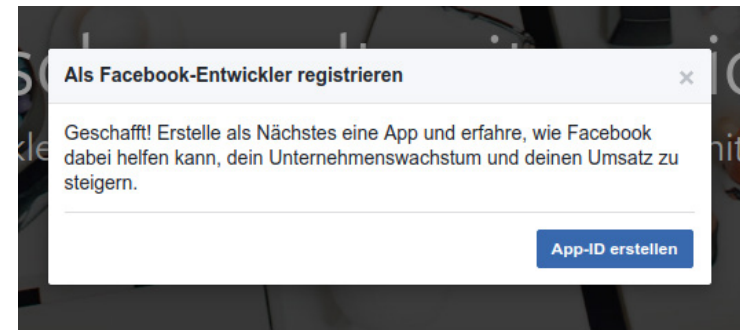 Als Facebook-Entwickler registrieren
×
Geschafft! Erstelle als Nächstes eine App und erfahre, wie Facebook
dabei helfen kann, dein Unternehmenswachstum und deinen Umsatz zu
steigern.
App-ID erstellen